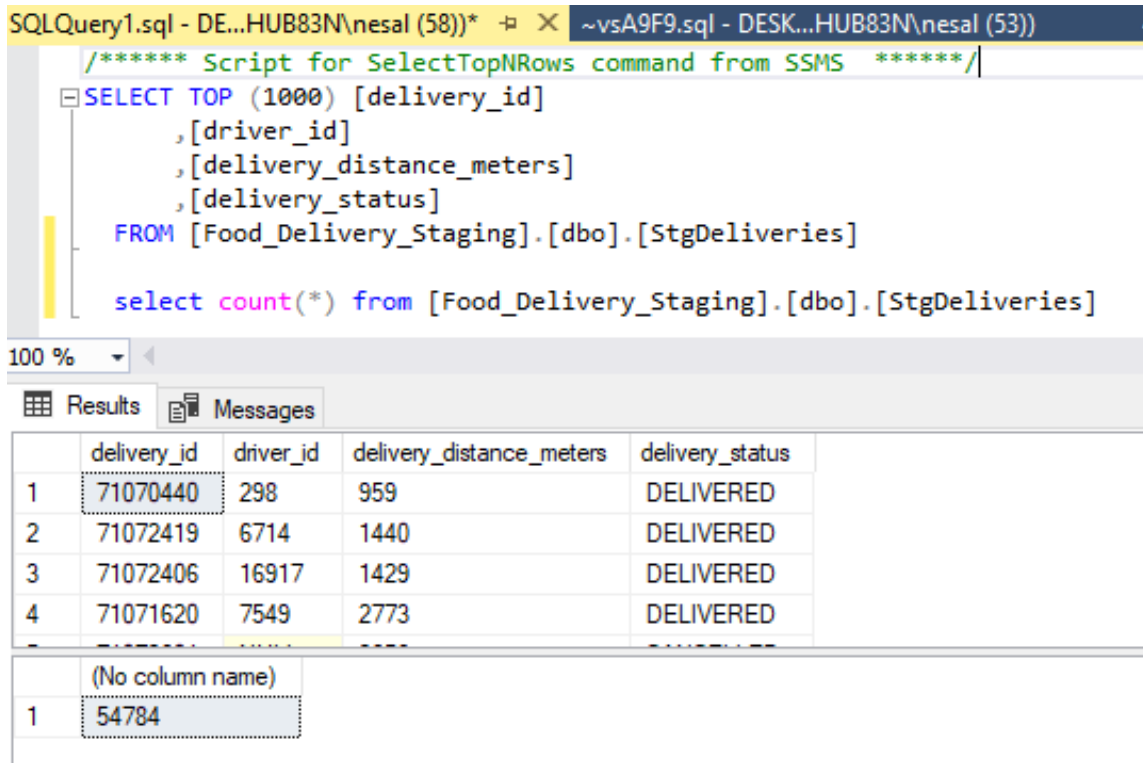 SQLQuery1.sql - DE...HUB83N\nesal (58))* ~vsA9F9.sql - DESK...HUB83N\nesal (53))
/****** Script for SelectTopNRows command from SSMS ******/
SELECT TOP (1000) [delivery_id]
,[driver_id]
,[delivery_distance_meters]
,[delivery_status]
FROM [Food_Delivery_Staging].[dbo].[StgDeliveries]
select count(*) from [Food_Delivery_Staging].[dbo].[StgDeliveries]
100 %
Results Messages
delivery_id driver_id delivery_distance_meters delivery_status
1 71070440 298 959 DELIVERED
2 71072419 6714 1440 DELIVERED
3 71072406 16917 1429 DELIVERED
4 71071620 7549 2773 DELIVERED
(No column name)
1 54784